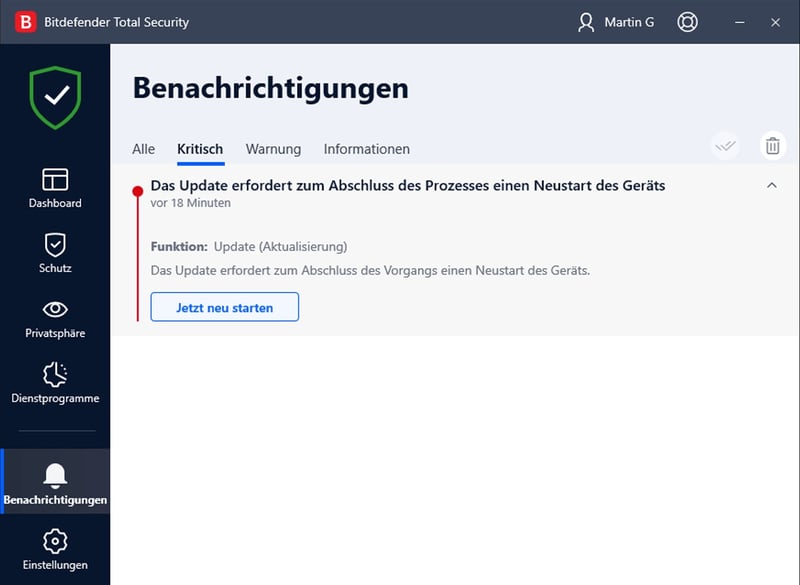 B Bitdefender Total Security
Martin G
Benachrichtigungen
Alle Kritisch Warnung Informationen
Das Update erfordert zum Abschluss des Prozesses einen Neustart des Geräts
vor 18 Minuten
Funktion: Update (Aktualisierung)
Das Update erfordert zum Abschluss des Vorgangs einen Neustart des Geräts.
Jetzt neu starten
Dashboard
Schutz
Privatsphäre
Dienstprogramme
Benachrichtigungen
Einstellungen